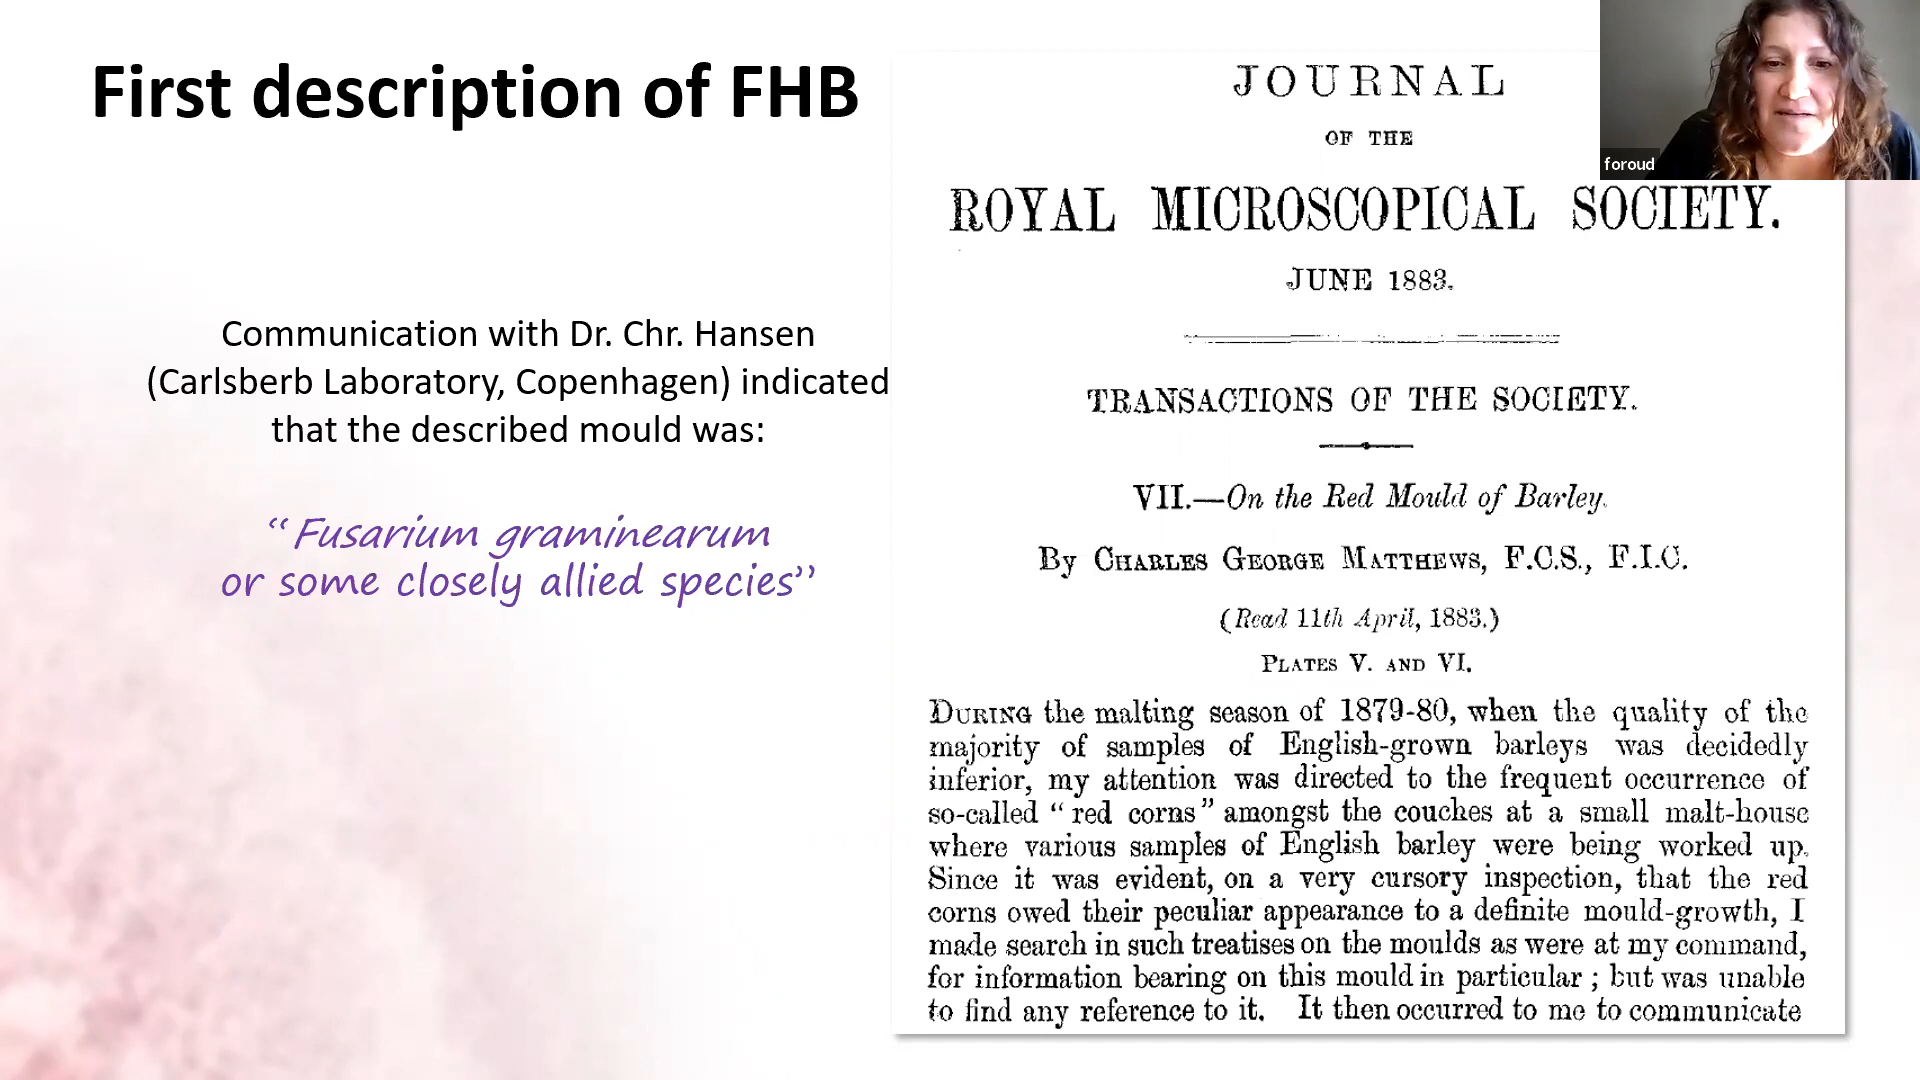 First description of FHB
Communication with Dr. Chr. Hansen
(Carlsberb Laboratory, Copenhagen) indicated
that the described mould was:
“Fusarium graminearum
or some closely allied species”
JOURNAL
OF THE
ROYAL MICROSCOPICAL SOCIETY.
JUNE 1883.
TRANSACTIONS OF THE SOCIETY.
VII.—On the Red Mould of Barley.
By CHARLES GEORGE MATTHEWS, F.C.S., F.I.C.
(Read 11th April, 1883.)
PLATES V. AND VI.
DURING the malting season of 1879-80, when the quality of the
majority of samples of English-grown barleys was decidedly
inferior, my attention was directed to the frequent occurrence of
so-called “red corns” amongst the couches at a small malt-house
where various samples of English barley were being worked up.
Since it was evident, on a very cursory inspection, that the red
corns owed their peculiar appearance to a definite mould-growth, I
made search in such treatises on the moulds as were at my command,
for information bearing on this mould in particular; but was unable
to find any reference to it. It then occurred to me to communicate
foroud